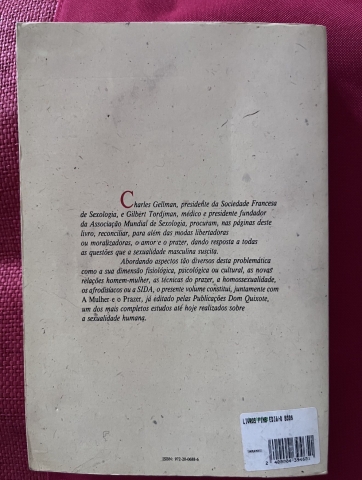 Charles Gellman, presidente da Sociedade Francesa
de Sexologia, e Gilbert Tordjman, médico e presidente fundador
da Associação Mundial de Sexologia, procuram, nas páginas deste
livro, reconciliar, para além das modas libertadoras
ou moralizadoras, o amor e o prazer, dando resposta a todas
as questões que a sexualidade masculina suscita.
Abordando aspectos tão diversos desta problemática
como a sua dimensão fisiológica, psicológica ou cultural, as novas
relações homem-mulher, as técnicas do prazer, a homossexualidade,
os afrodisíacos ou a SIDA, o presente volume constitui, juntamente com
A Mulher e o Prazer, já editado pelas Publicações Dom Quixote,
um dos mais completos estudos até hoje realizados sobre
a sexualidade humana.